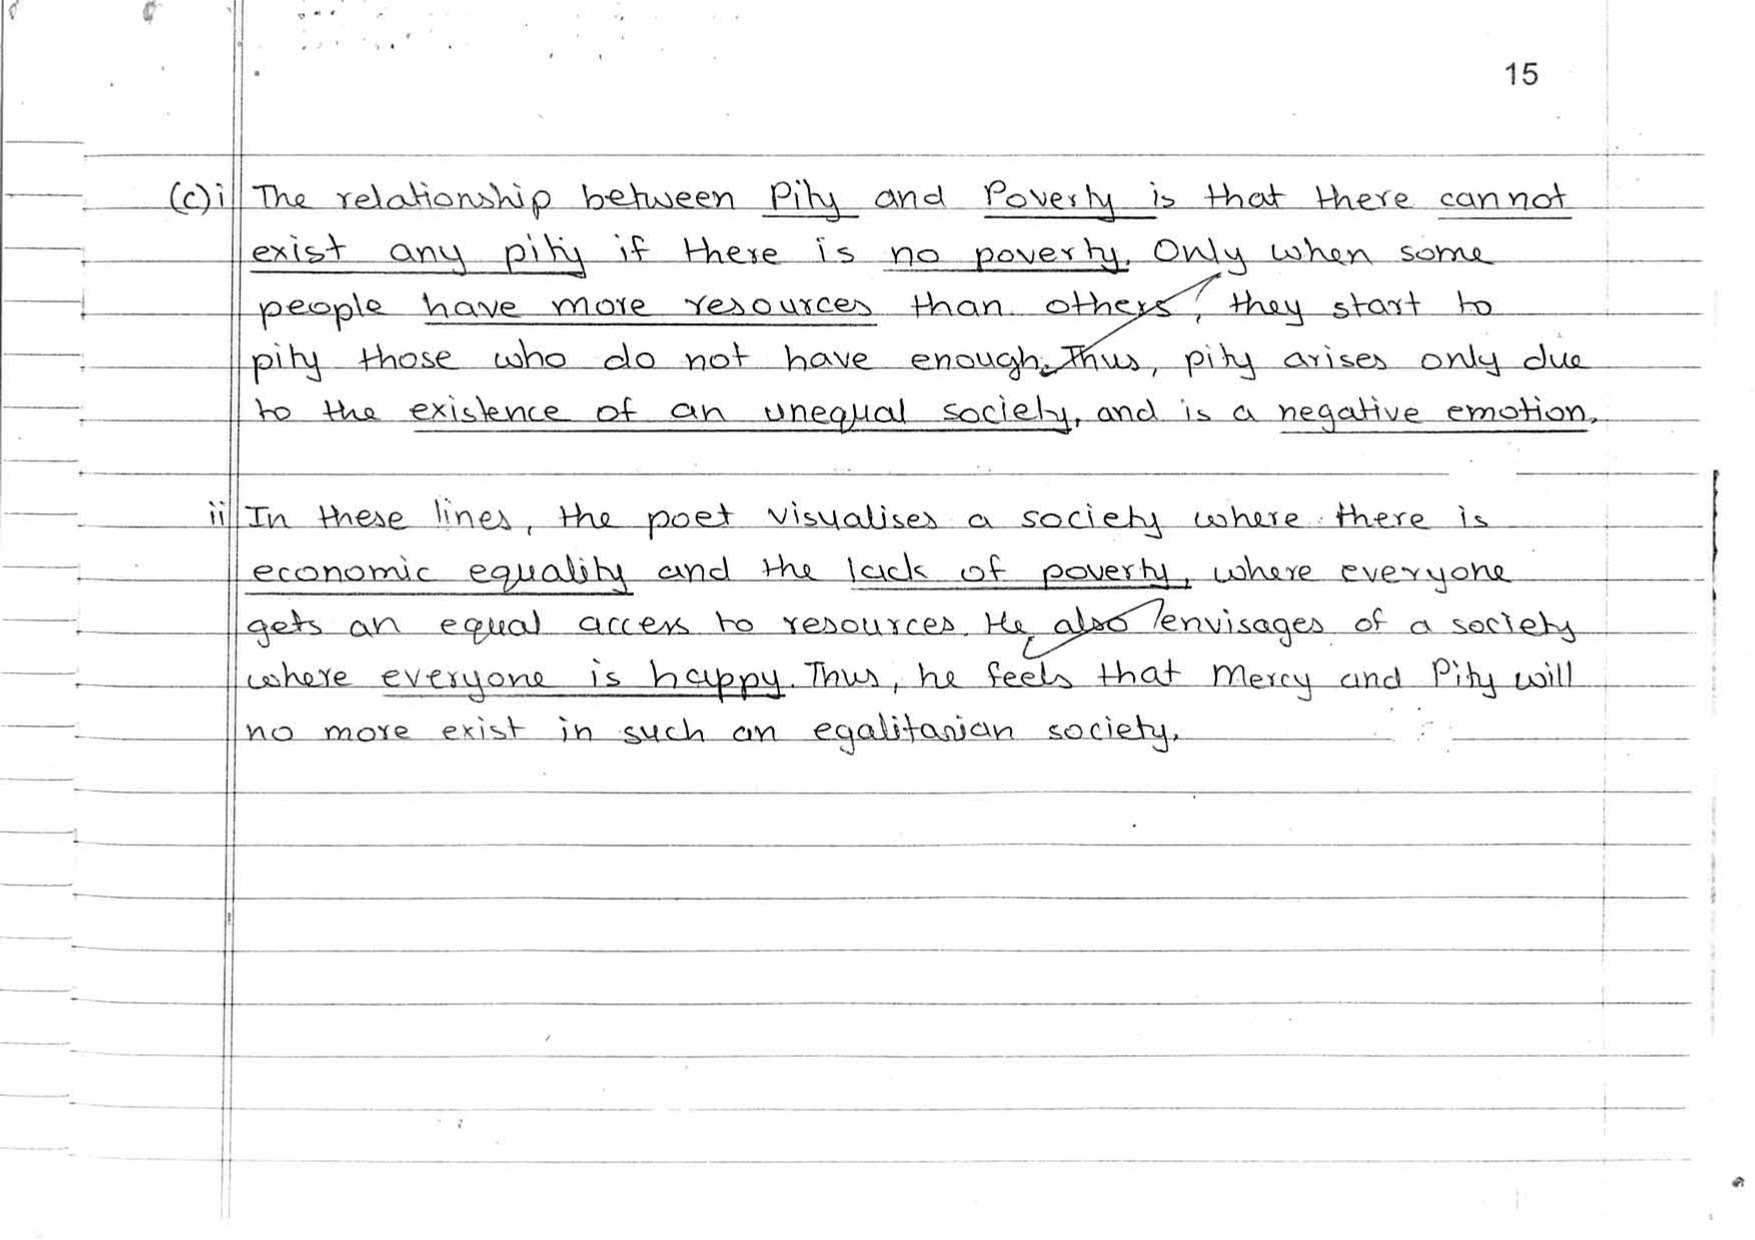 15
(c)i The relationship between Pity and Poverty is that there cannot
exist any pity if there is no poverty. Only when some
people have more resources than others, they start to
pity those who do not have enough. Thus, pity arises only due
to the existence of an unequal society, and is a negative emotion.
ii In these lines, the poet visualises a society where there is
economic equality and the lack of poverty, where everyone
gets an equal access to resources. He also envisages of a society
where everyone is happy. Thus, he feels that Mercy and Pity will
no more exist in such an egalitarian society.